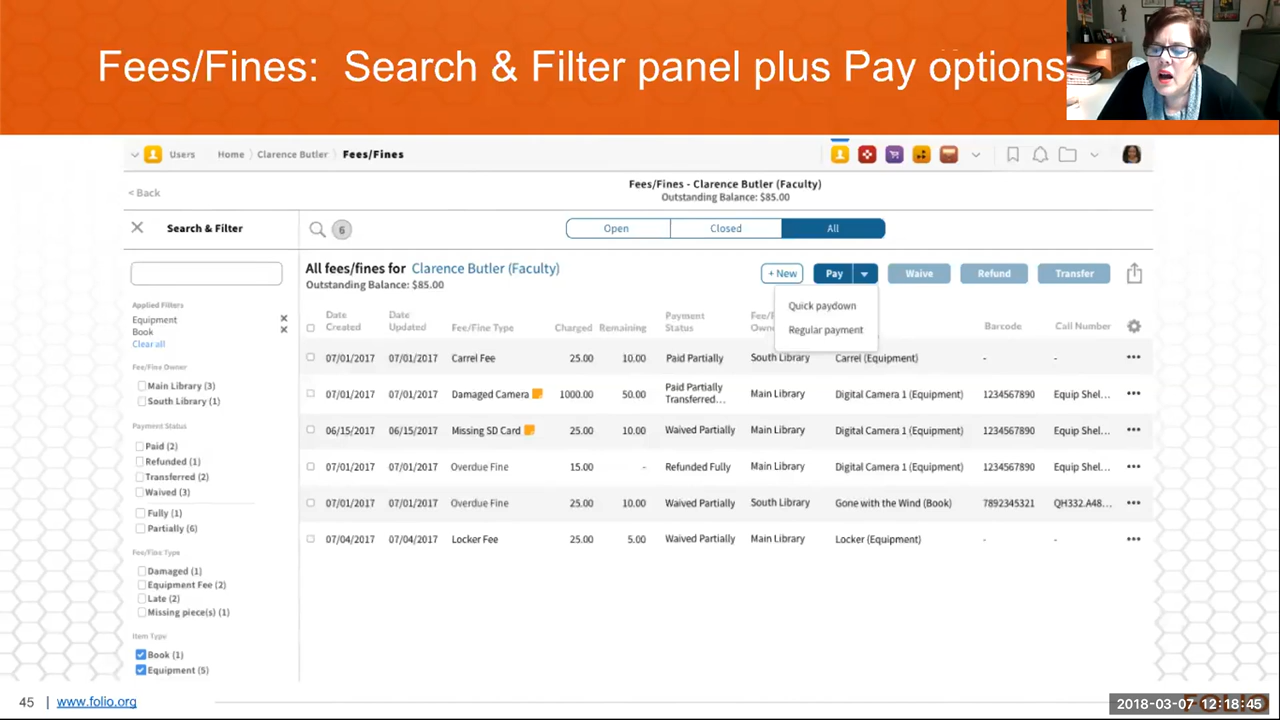 Fees/Fines: Search & Filter panel plus Pay options
Users Home Clarence Butler Fees/Fines
< Back
Fees/Fines - Clarence Butler (Faculty)
Outstanding Balance: $85.00
Search & Filter
6
Open Closed All
All fees/fines for Clarence Butler (Faculty)
Outstanding Balance: $85.00
+ New Pay Waive Refund Transfer
Quick paydown
Regular payment
Applied Filters
Equipment
Book
Clear all
Fee/Fine Owner
Main Library (3)
South Library (1)
Payment Status
Paid (2)
Refunded (1)
Transferred (2)
Waived (3)
Fully (1)
Partially (6)
Fee/Fine Type
Damaged (1)
Equipment Fee (2)
Late (2)
Missing piece(s) (1)
Item Type
Book (1)
Equipment (5)
Date Created Date Updated Fee/Fine Type Charged Remaining Payment Status Fee/ Owne Barcode Call Number
07/01/2017 07/01/2017 Carrel Fee 25.00 10.00 Paid Partially South Library Carrel (Equipment) - -
07/01/2017 07/01/2017 Damaged Camera 1000.00 50.00 Paid Partially Transferred... Main Library Digital Camera 1 (Equipment) 1234567890 Equip Shel...
06/15/2017 06/15/2017 Missing SD Card 25.00 10.00 Waived Partially Main Library Digital Camera 1 (Equipment) 1234567890 Equip Shel...
07/01/2017 07/01/2017 Overdue Fine 15.00 - Refunded Fully Main Library Digital Camera 1 (Equipment) 1234567890 Equip Shel...
07/01/2017 07/01/2017 Overdue Fine 25.00 10.00 Waived Partially South Library Gone with the Wind (Book) 7892345321 QH332.A48...
07/04/2017 07/04/2017 Locker Fee 25.00 5.00 Waived Partially Main Library Locker (Equipment) - -
45 | www.folio.org
FOLIO
2018-03-07 12:18:45